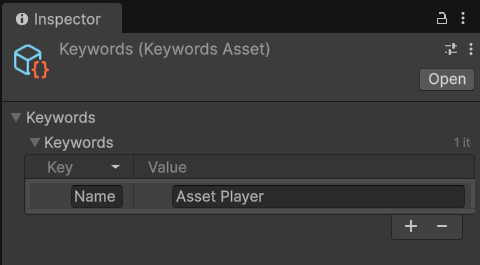 Inspector
Keywords (Keywords Asset)
Open
Keywords
Keywords
1 it
Key Value
Name Asset Player